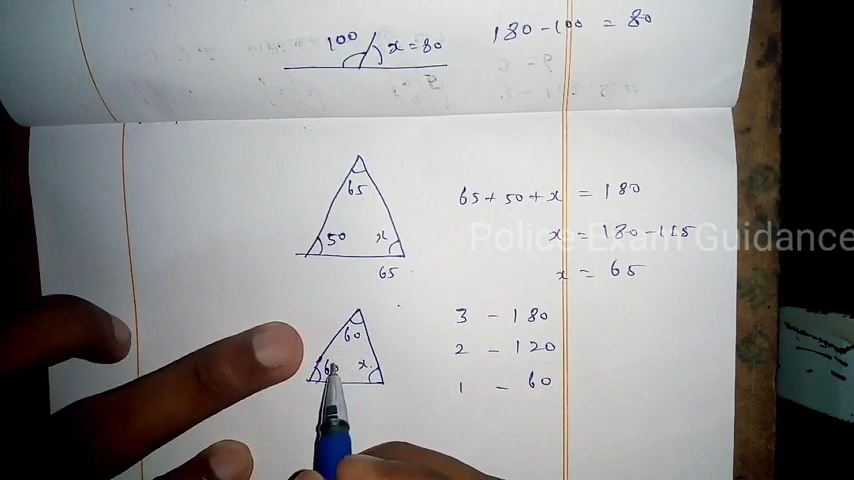 100 x = 80 180 - 100 = 80
65
50 x
65
65 + 50 + x = 180
x = 180 - 115
x = 65
Police Exam Guidance
60
60 x
3 - 180
2 - 120
1 - 60